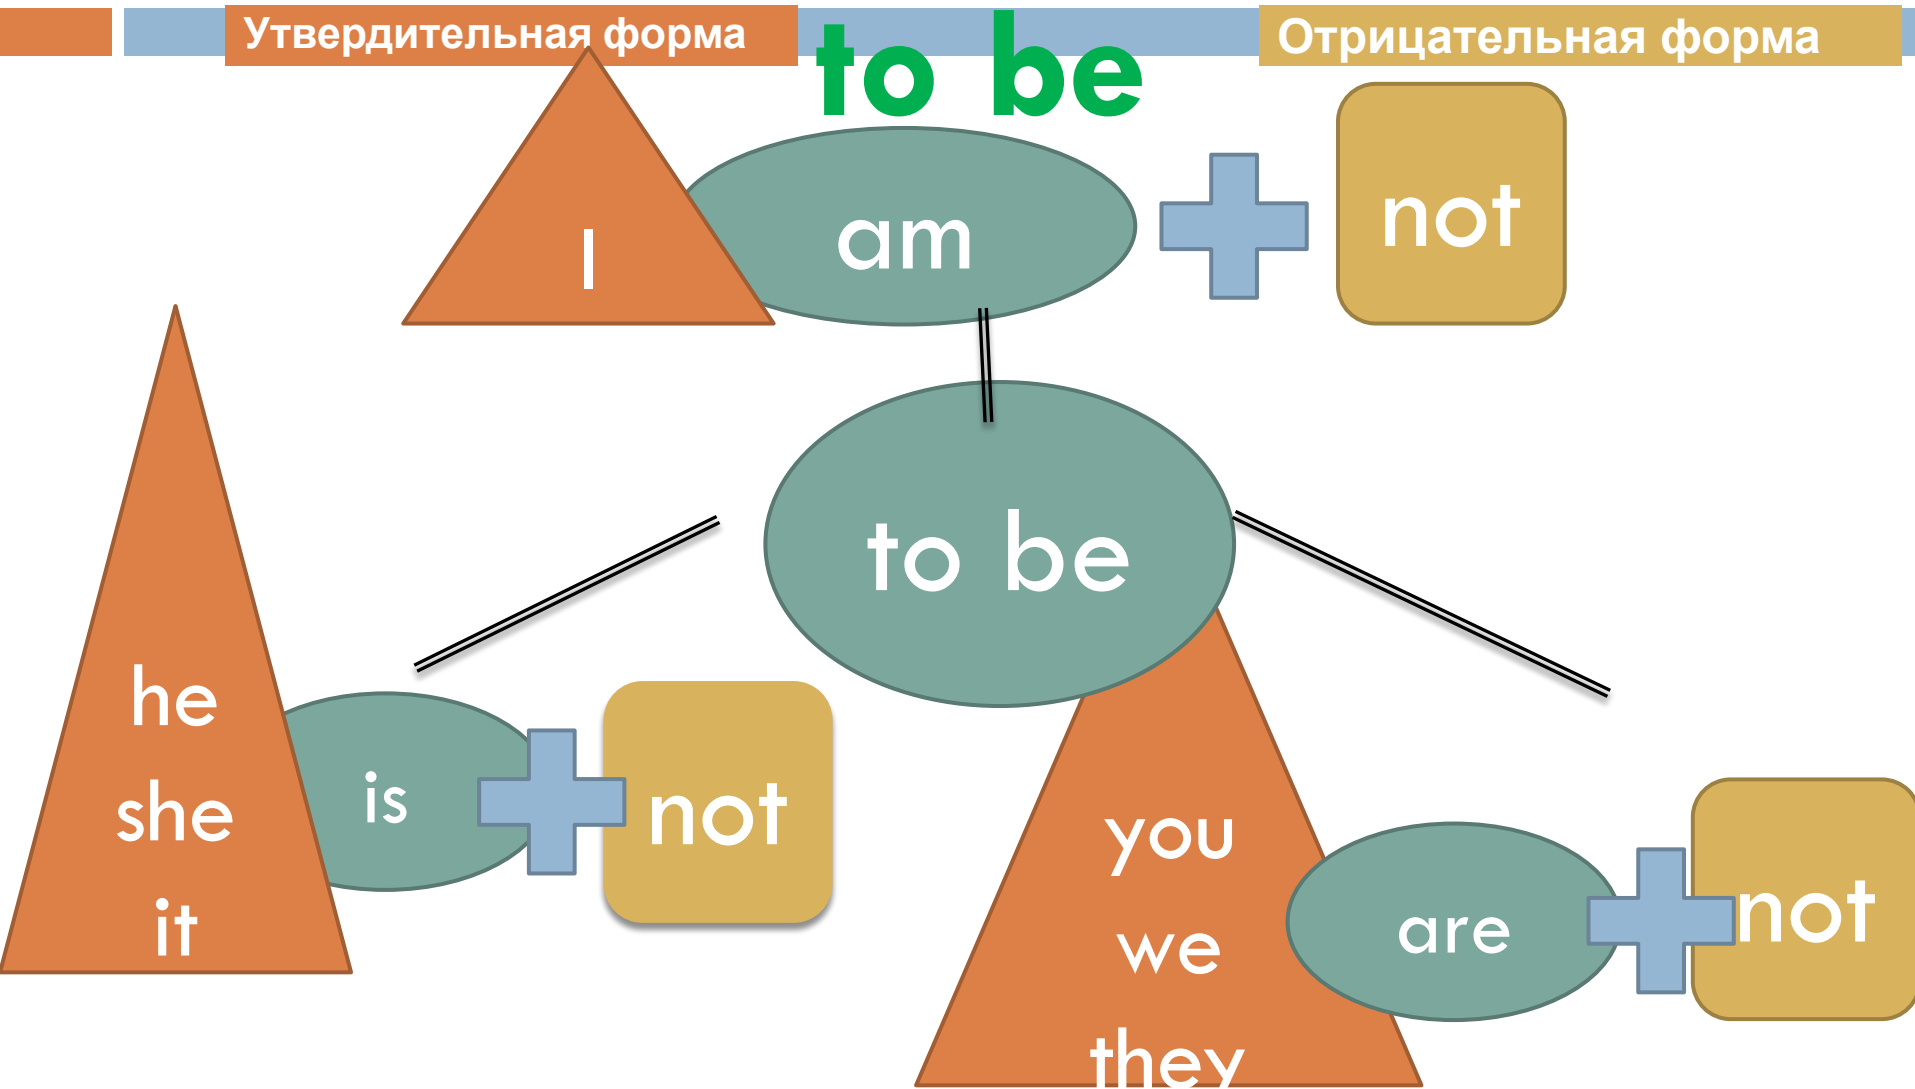 Утвердительная форма
to be
Отрицательная форма
I
am
not
to be
he
she
it
is
not
you
we
they
are
not